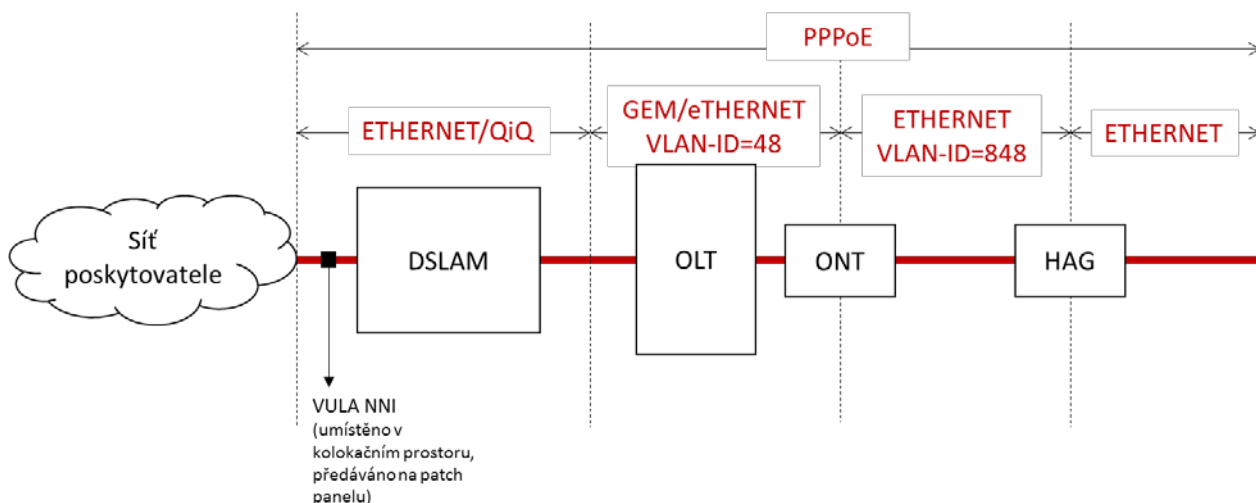 PPPoE
ETHERNET/QiQ
GEM/eTHERNET
VLAN-ID=48
ETHERNET
VLAN-ID=848
ETHERNET
Síť
poskytovatele
DSLAM
OLT
ONT
HAG
VULA NNI
(umístěno v
kolokačním prostoru,
předáváno na patch
panelu)